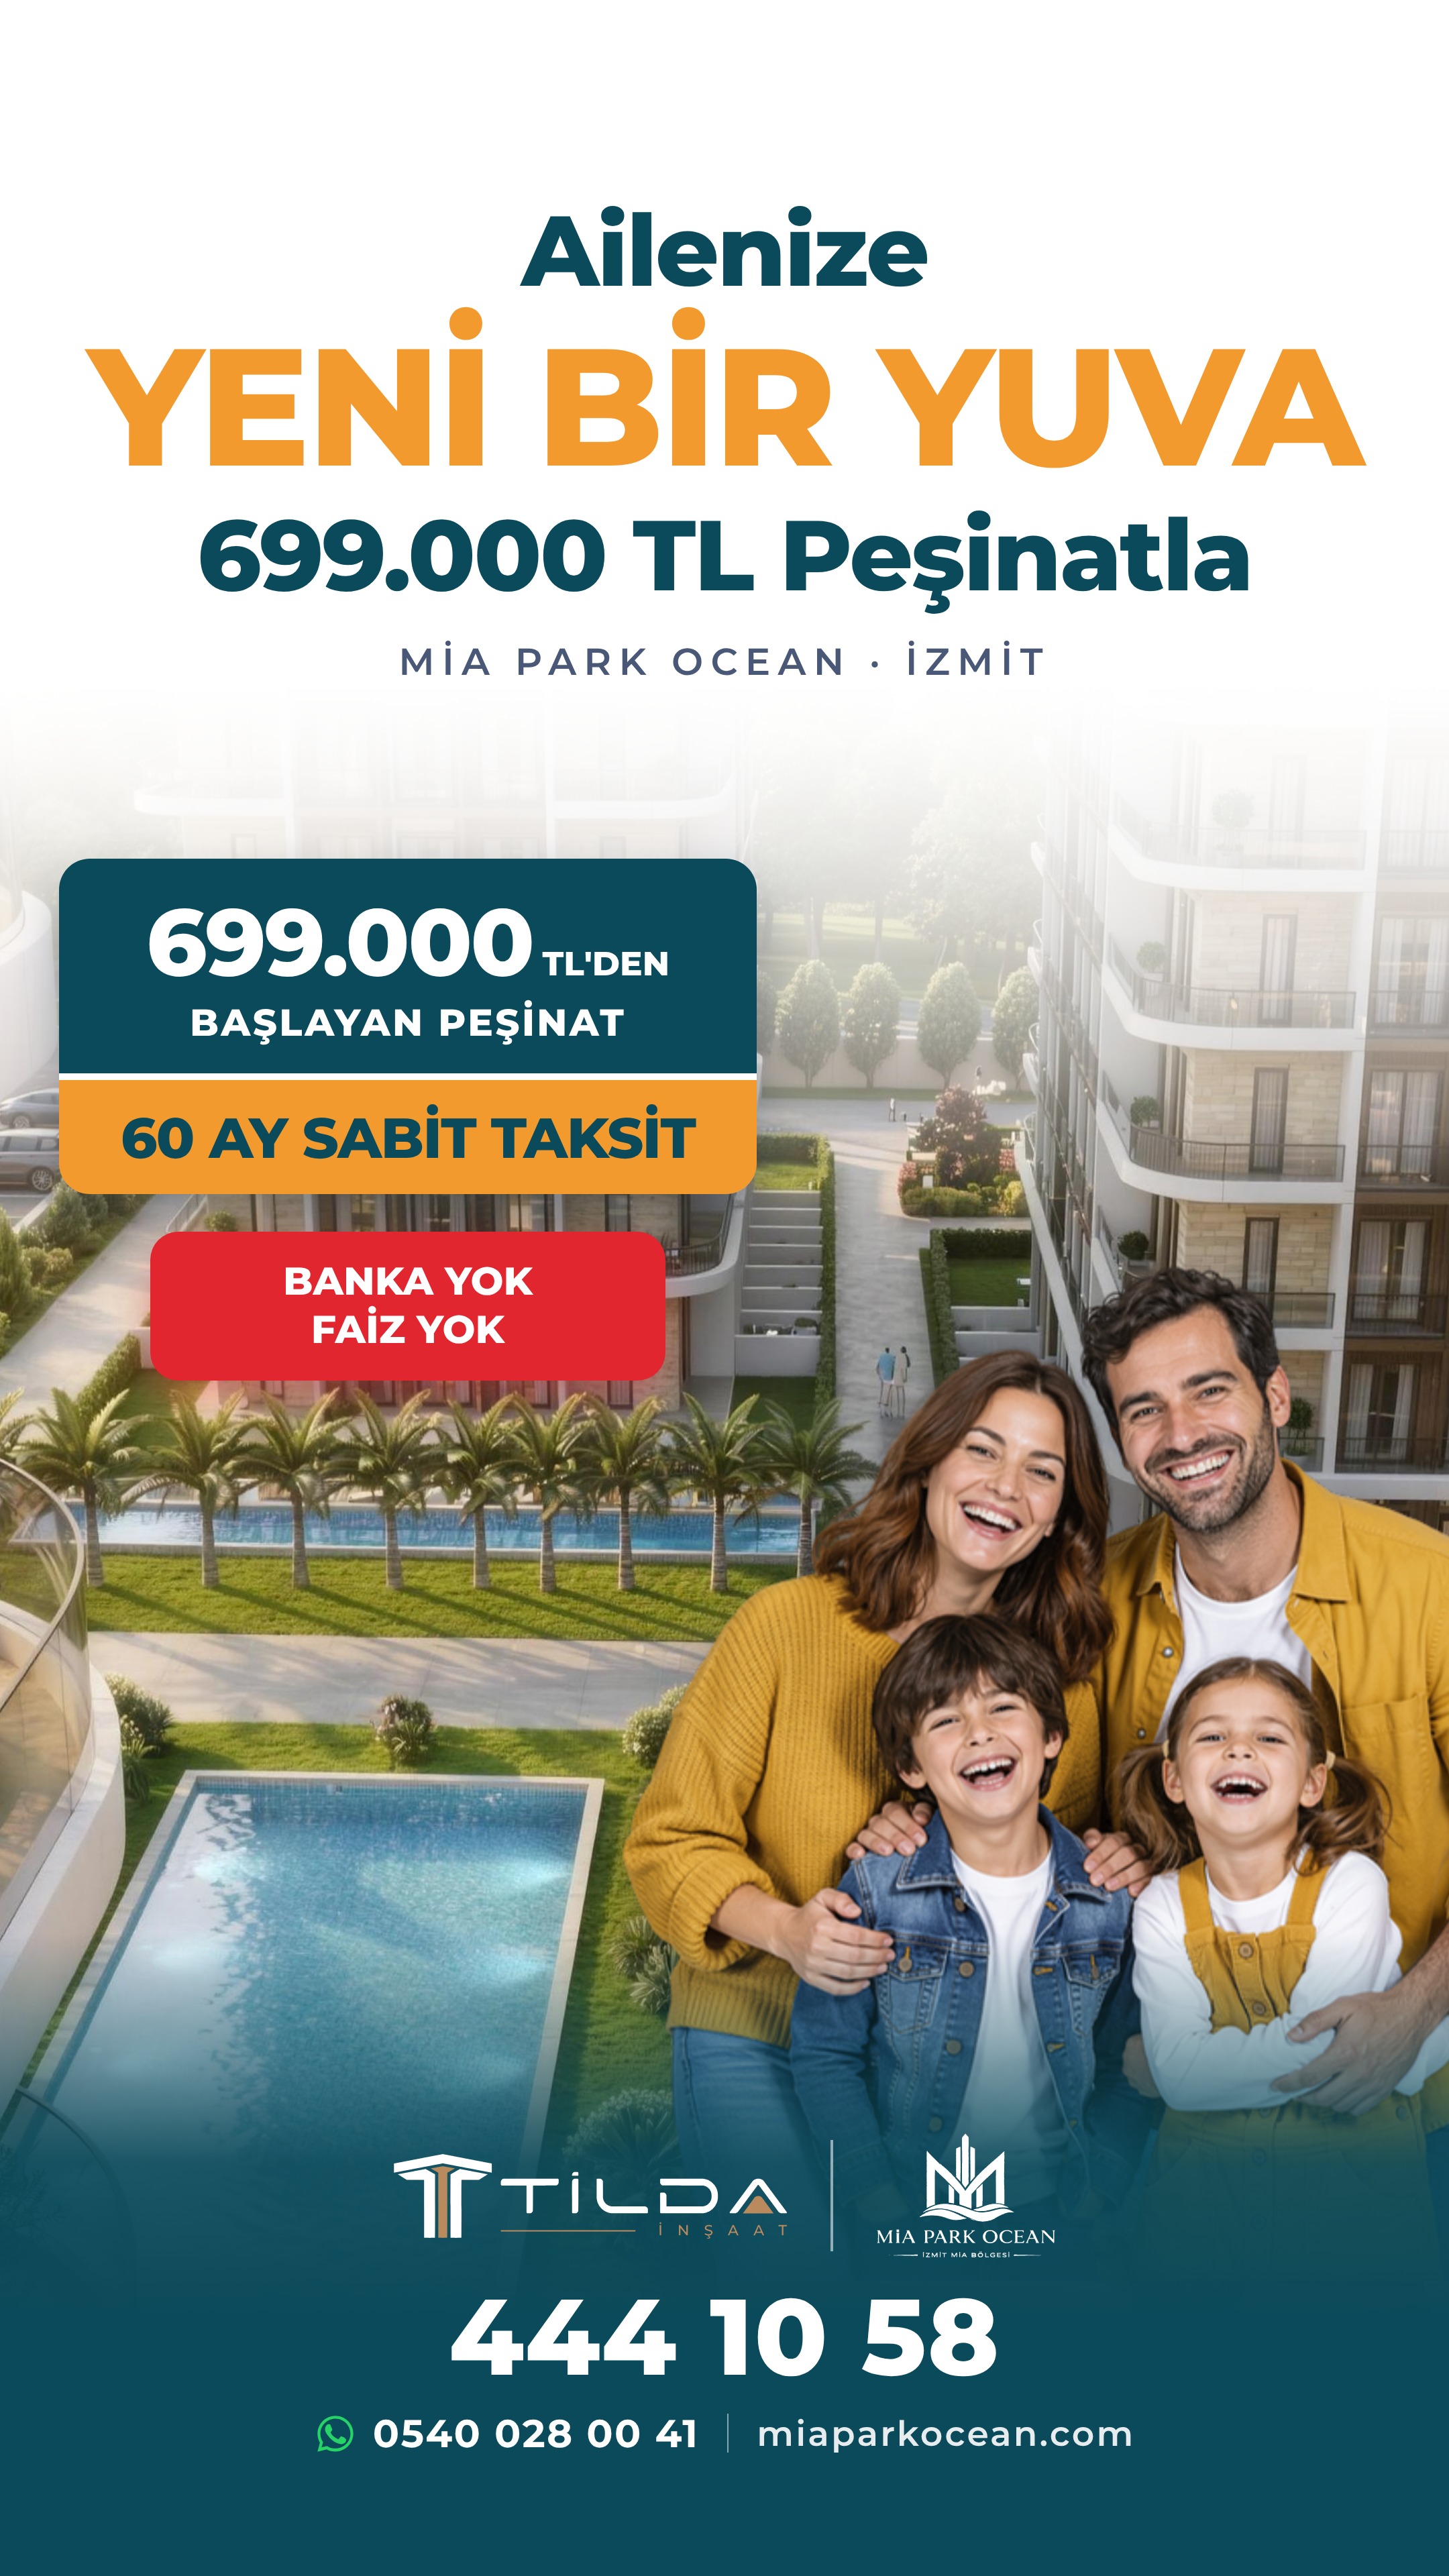 Ailenize
YENİ BİR YUVA
699.000 TL Peşinatla
MİA PARK OCEAN · İZMİT
699.000 TL'DEN
BAŞLAYAN PEŞİNAT
60 AY SABİT TAKSİT
BANKA YOK
FAİZ YOK
TİLDA
İNŞAAT
MİA PARK OCEAN
İZMİT MİA BÖLGESİ
444 10 58
0540 028 00 41
miaparkocean.com